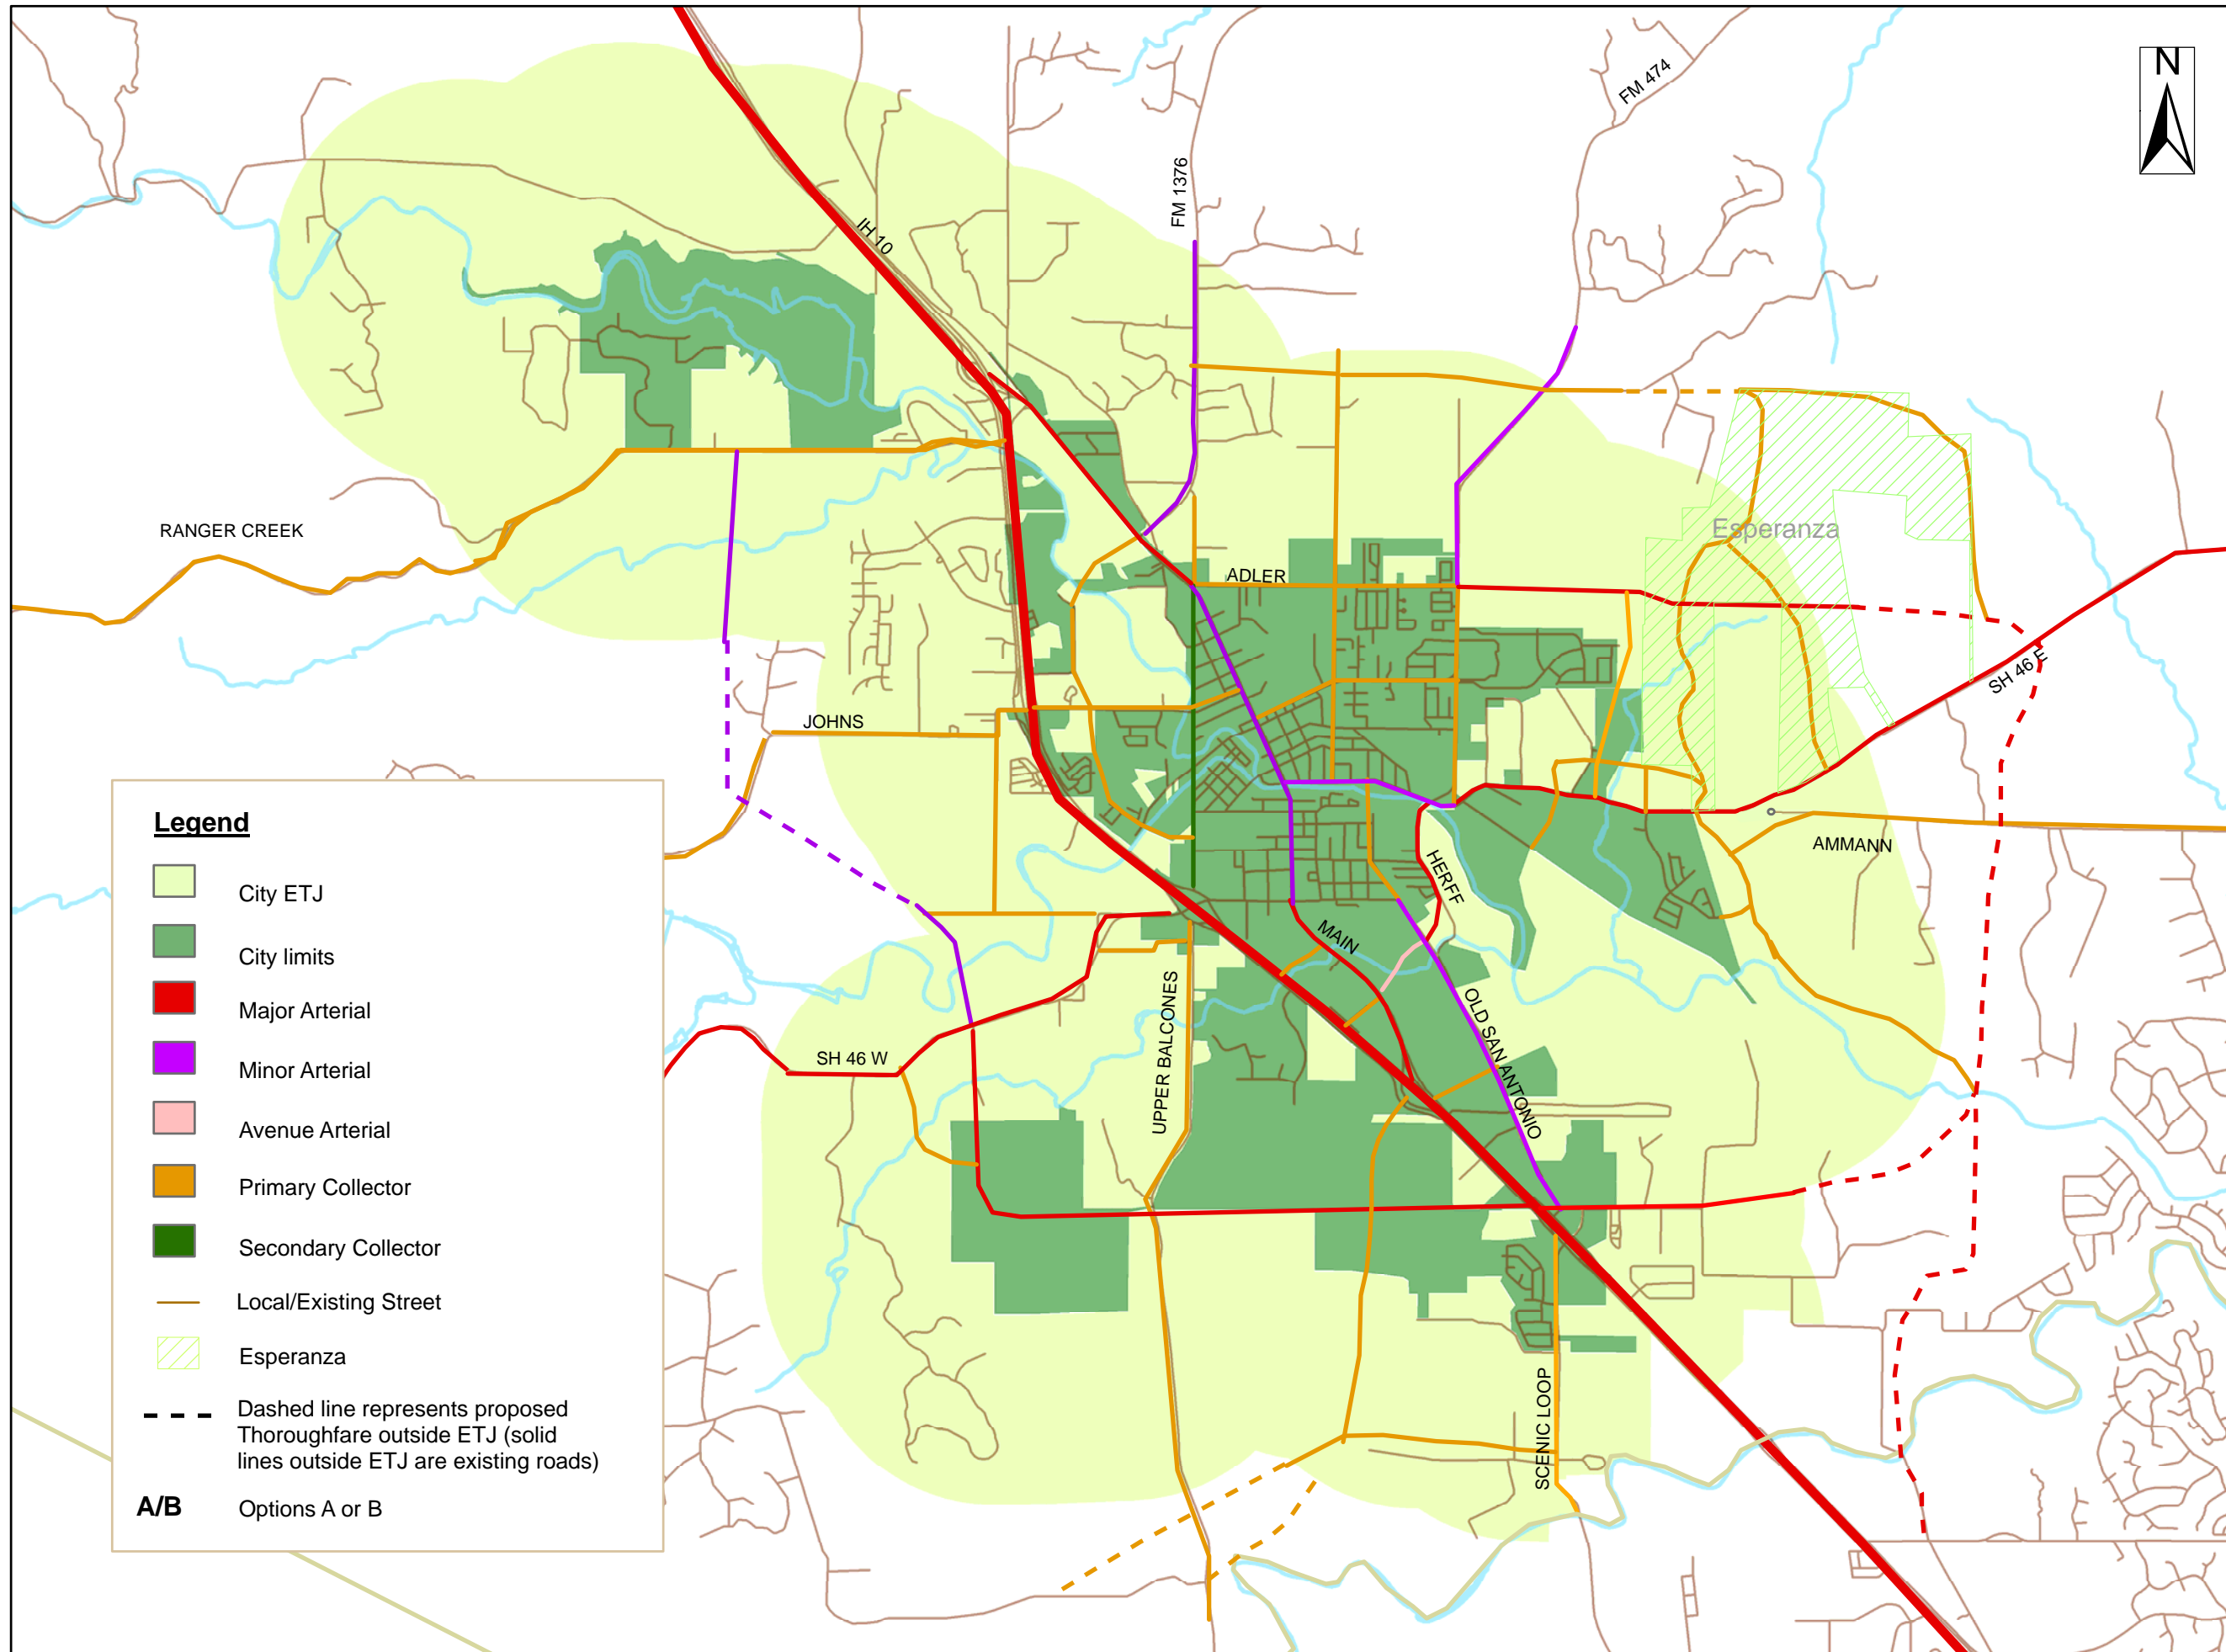 N
FM 474
FM 1376
IH 10
RANGER CREEK
Esperanza
ADLER
SH 46 E
JOHNS
AMMANN
HERFF
MAIN
UPPER BALCONES
OLD SAN ANTONIO
SH 46 W
SCENIC LOOP
Legend
City ETJ
City limits
Major Arterial
Minor Arterial
Avenue Arterial
Primary Collector
Secondary Collector
Local/Existing Street
Esperanza
Dashed line represents proposed
Thoroughfare outside ETJ (solid
lines outside ETJ are existing roads)
A/B Options A or B